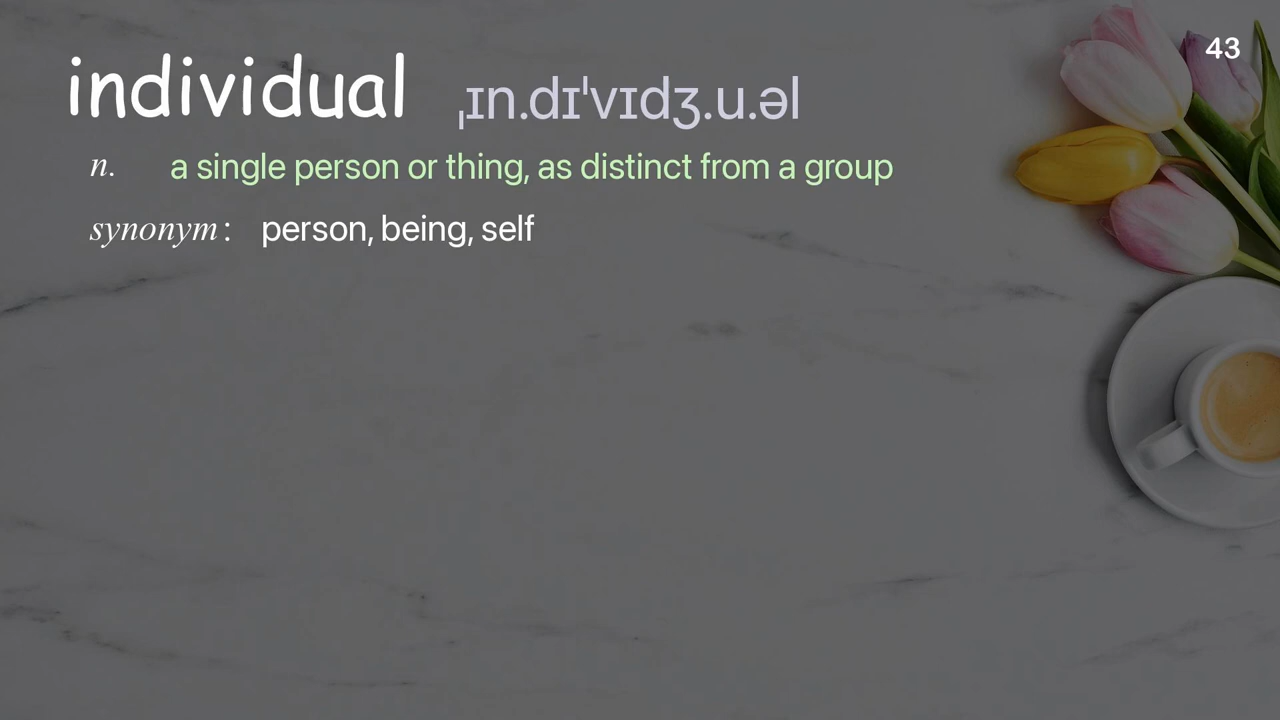 43
individual ˌɪn.dɪˈvɪdʒ.u.əl
n. a single person or thing, as distinct from a group
synonym: person, being, self